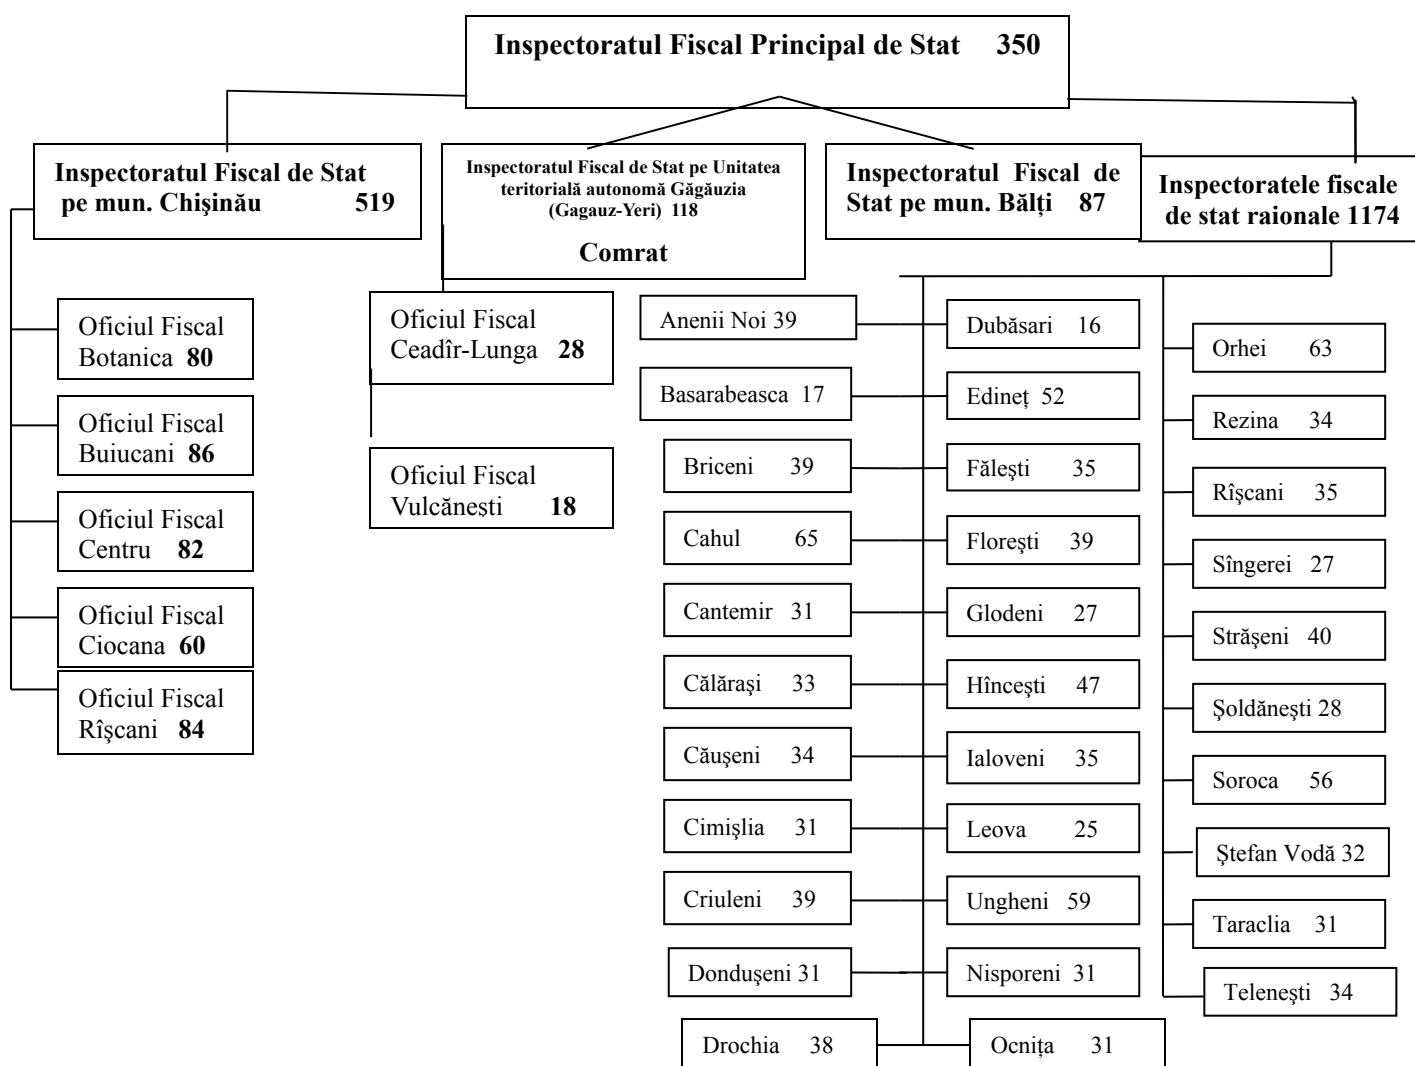 Inspectoratul Fiscal Principal de Stat 350
Inspectoratul Fiscal de Stat
pe mun. Chişinău 519
Inspectoratul Fiscal de Stat pe Unitatea
teritorială autonomă Găgăuzia
(Gagauz-Yeri) 118
Comrat
Inspectoratul Fiscal de
Stat pe mun. Bălți 87
Inspectoratele fiscale
de stat raionale 1174
Oficiul Fiscal
Botanica 80
Oficiul Fiscal
Buiucani 86
Oficiul Fiscal
Centru 82
Oficiul Fiscal
Ciocana 60
Oficiul Fiscal
Rîşcani 84
Oficiul Fiscal
Ceadîr-Lunga 28
Oficiul Fiscal
Vulcănești 18
Anenii Noi 39
Basarabeasca 17
Briceni 39
Cahul 65
Cantemir 31
Călăraşi 33
Căuşeni 34
Cimişlia 31
Criuleni 39
Donduşeni 31
Drochia 38
Dubăsari 16
Edineț 52
Făleşti 35
Floreşti 39
Glodeni 27
Hînceşti 47
Ialoveni 35
Leova 25
Ungheni 59
Nisporeni 31
Ocnița 31
Orhei 63
Rezina 34
Rîşcani 35
Sîngerei 27
Străşeni 40
Şoldăneşti 28
Soroca 56
Ştefan Vodă 32
Taraclia 31
Teleneşti 34